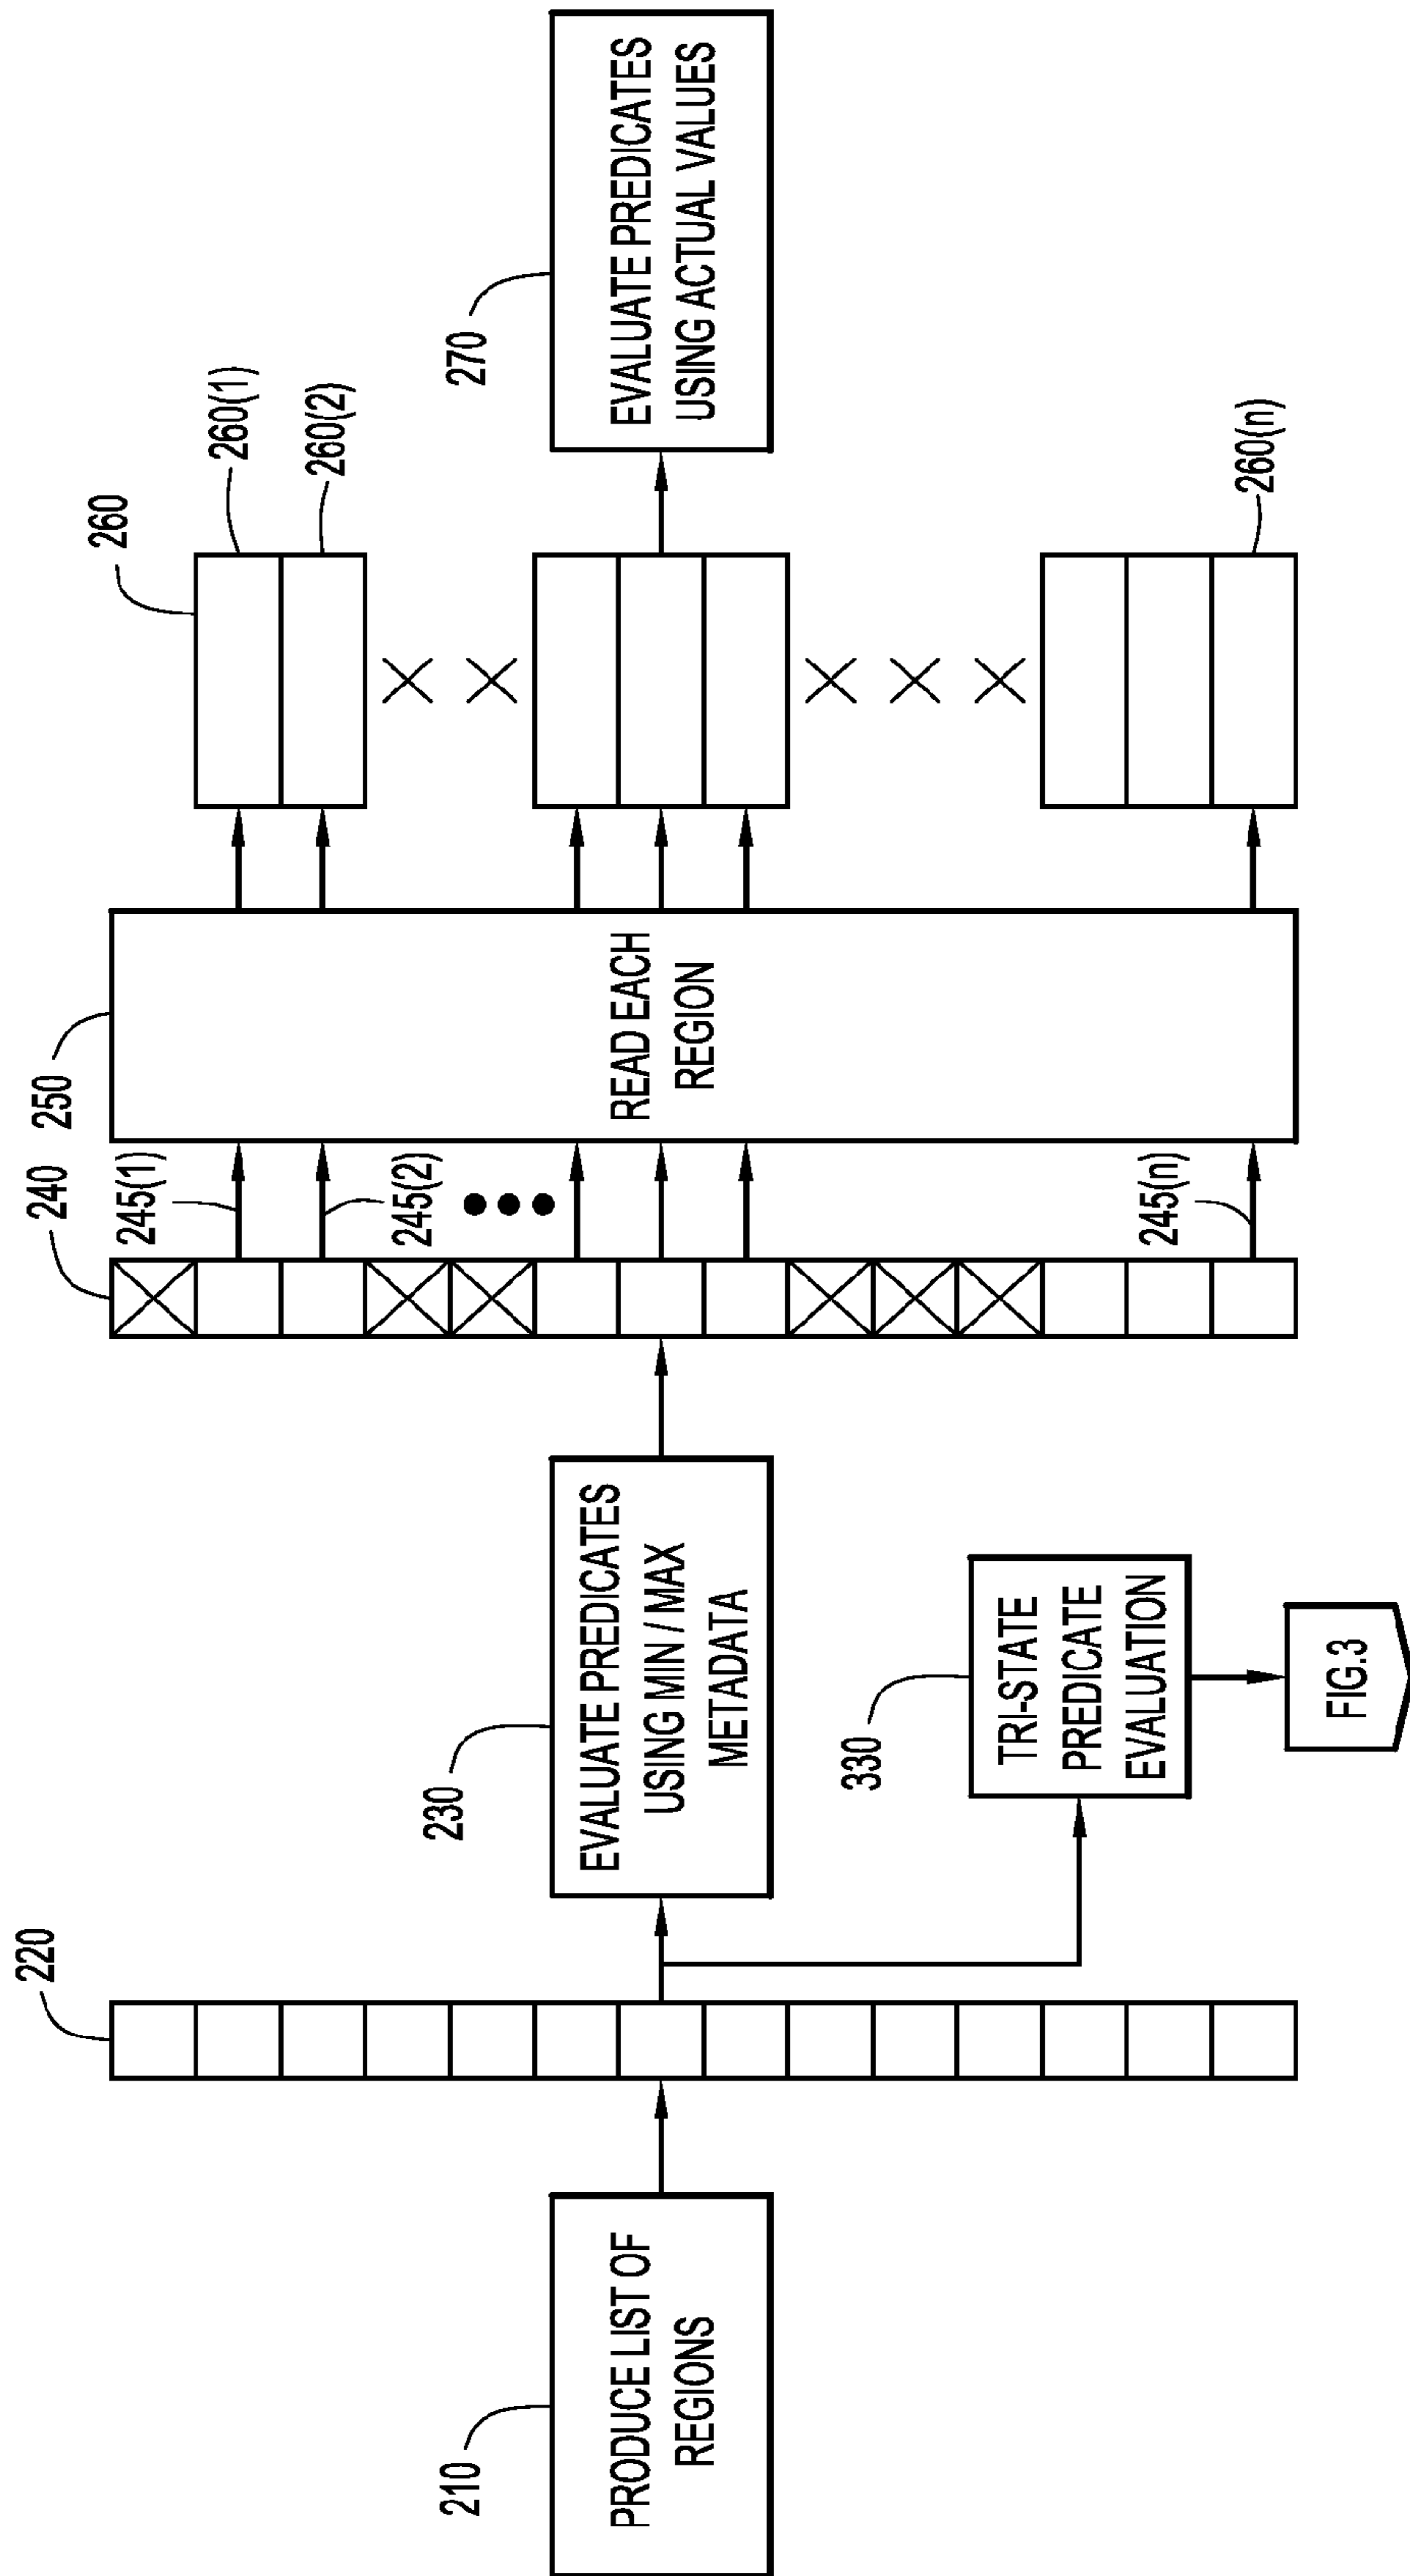 210
PRODUCE LIST OF
REGIONS
220
230
EVALUATE PREDICATES
USING MIN / MAX
METADATA
330
TRI-STATE
PREDICATE
EVALUATION
FIG.3
240
245(1)
245(2)
245(n)
250
READ EACH
REGION
260
260(1)
260(2)
260(n)
270
EVALUATE PREDICATES
USING ACTUAL VALUES